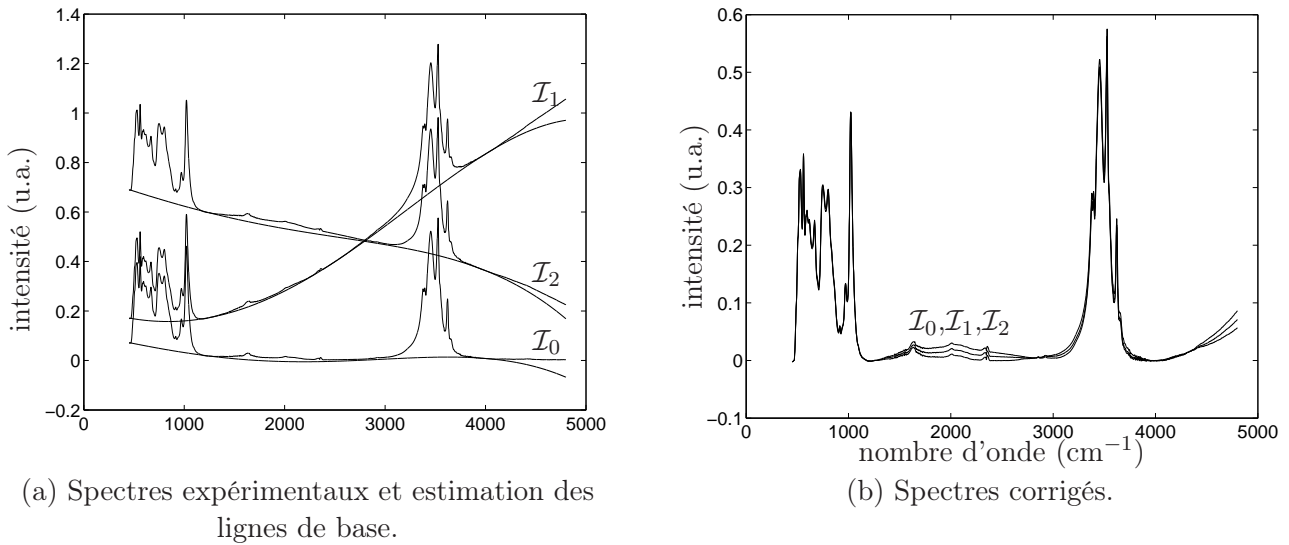 1.4
1.2
1
0.8
0.6
0.4
0.2
0
−0.2
0 1000 2000 3000 4000 5000
intensité (u.a.)
I₁
I₂
I₀
(a) Spectres expérimentaux et estimation des
lignes de base.
0.6
0.5
0.4
0.3
0.2
0.1
0
−0.1
0 1000 2000 3000 4000 5000
intensité (u.a.)
I₀,I₁,I₂
nombre d'onde (cm⁻¹)
(b) Spectres corrigés.